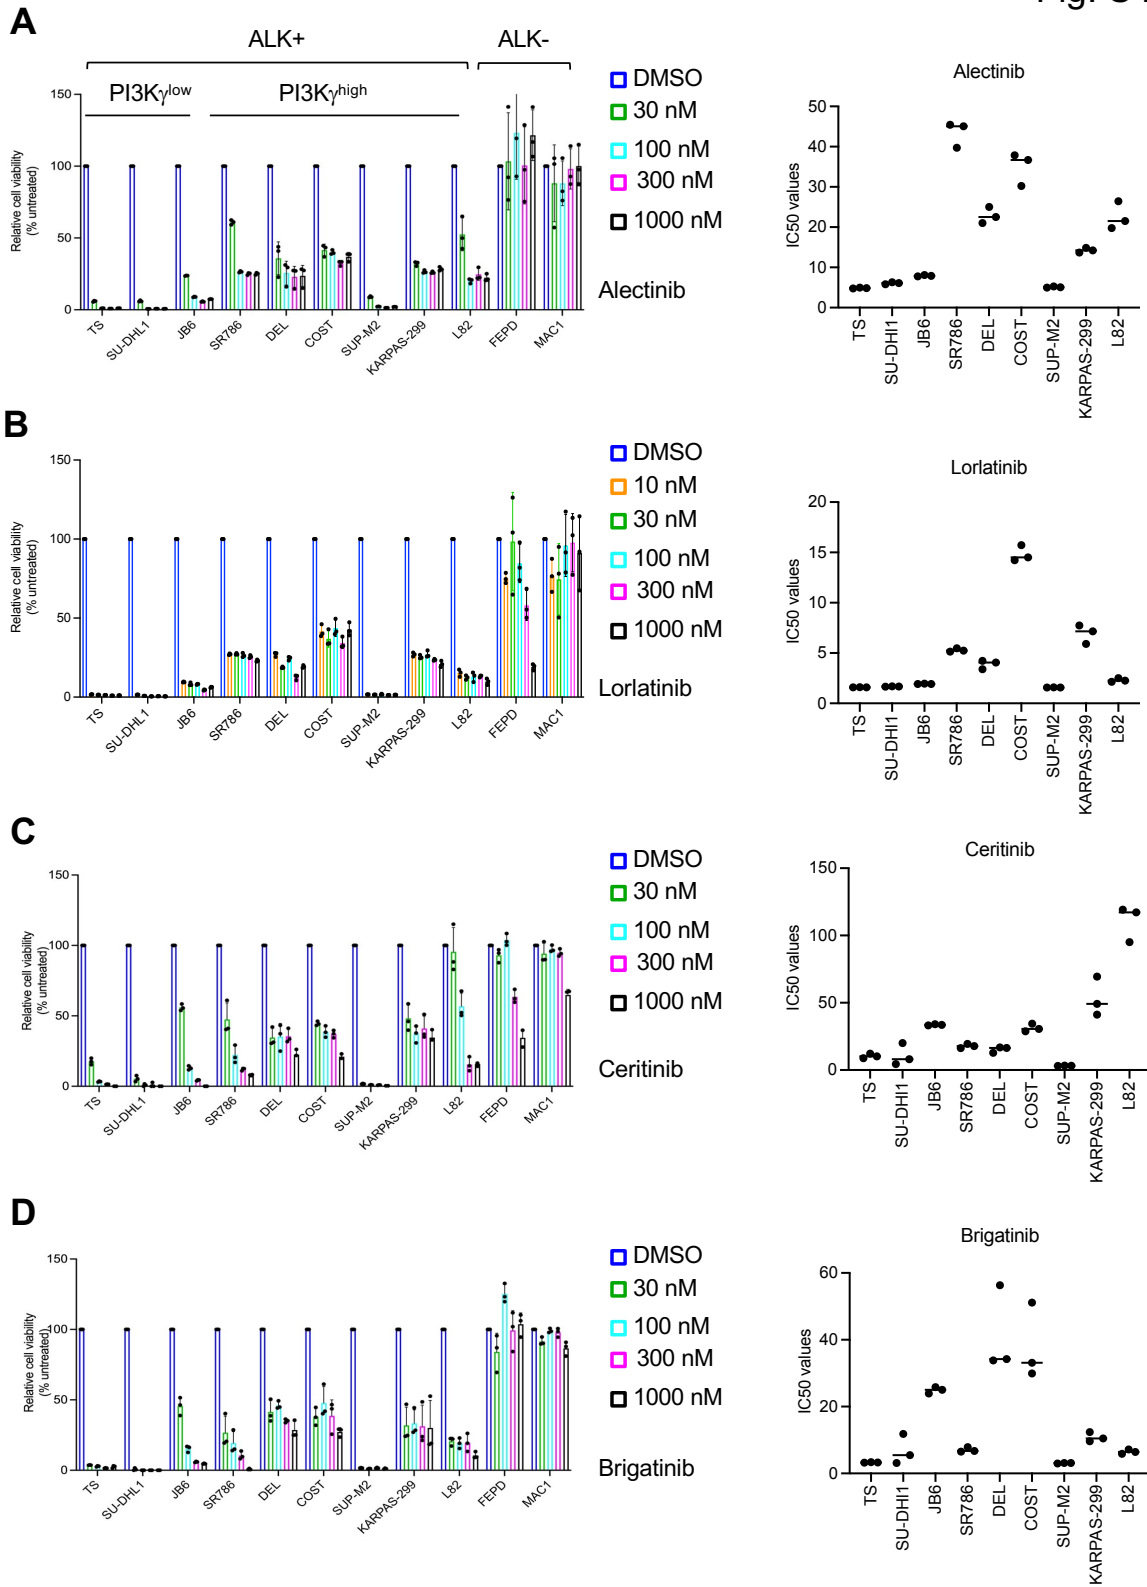 A
ALK+
ALK-
PI3Kγlow
PI3Kγhigh
Relative cell viability
(% untreated)
150
100
50
0
TS
SU-DHL1
JB6
SR786
DEL
COST
SUP-M2
KARPAS-299
L82
FEPD
MAC1
DMSO
30 nM
100 nM
300 nM
1000 nM
Alectinib
Alectinib
IC50 values
50
40
30
20
10
0
TS
SU-DHI1
JB6
SR786
DEL
COST
SUP-M2
KARPAS-299
L82
B
Relative cell viability
(% untreated)
150
100
50
0
TS
SU-DHL1
JB6
SR786
DEL
COST
SUP-M2
KARPAS-299
L82
FEPD
MAC1
DMSO
10 nM
30 nM
100 nM
300 nM
1000 nM
Lorlatinib
Lorlatinib
IC50 values
20
15
10
5
0
TS
SU-DHI1
JB6
SR786
DEL
COST
SUP-M2
KARPAS-299
L82
C
Relative cell viability
(% untreated)
150
100
50
0
TS
SU-DHL1
JB6
SR786
DEL
COST
SUP-M2
KARPAS-299
L82
FEPD
MAC1
DMSO
30 nM
100 nM
300 nM
1000 nM
Ceritinib
Ceritinib
IC50 values
150
100
50
0
TS
SU-DHI1
JB6
SR786
DEL
COST
SUP-M2
KARPAS-299
L82
D
Relative cell viability
(% untreated)
150
100
50
0
TS
SU-DHL1
JB6
SR786
DEL
COST
SUP-M2
KARPAS-299
L82
FEPD
MAC1
DMSO
30 nM
100 nM
300 nM
1000 nM
Brigatinib
Brigatinib
IC50 values
60
40
20
0
TS
SU-DHI1
JB6
SR786
DEL
COST
SUP-M2
KARPAS-299
L82